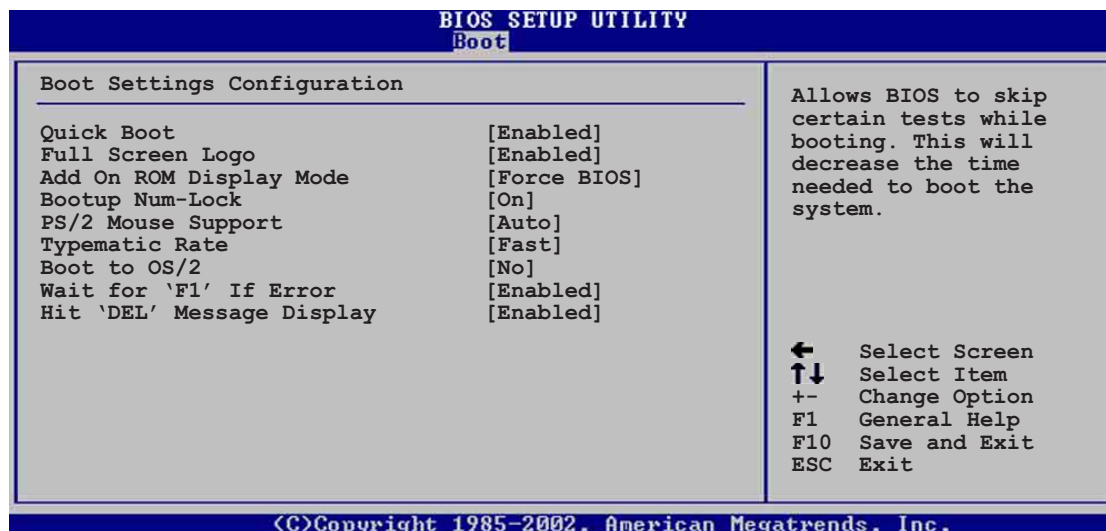 BIOS SETUP UTILITY
Boot
Boot Settings Configuration
Quick Boot [Enabled]
Full Screen Logo [Enabled]
Add On ROM Display Mode [Force BIOS]
Bootup Num-Lock [On]
PS/2 Mouse Support [Auto]
Typematic Rate [Fast]
Boot to OS/2 [No]
Wait for ‘F1’ If Error [Enabled]
Hit ‘DEL’ Message Display [Enabled]
Allows BIOS to skip
certain tests while
booting. This will
decrease the time
needed to boot the
system.
← Select Screen
↑↓ Select Item
+- Change Option
F1 General Help
F10 Save and Exit
ESC Exit
(C)Copyright 1985-2002, American Megatrends, Inc.